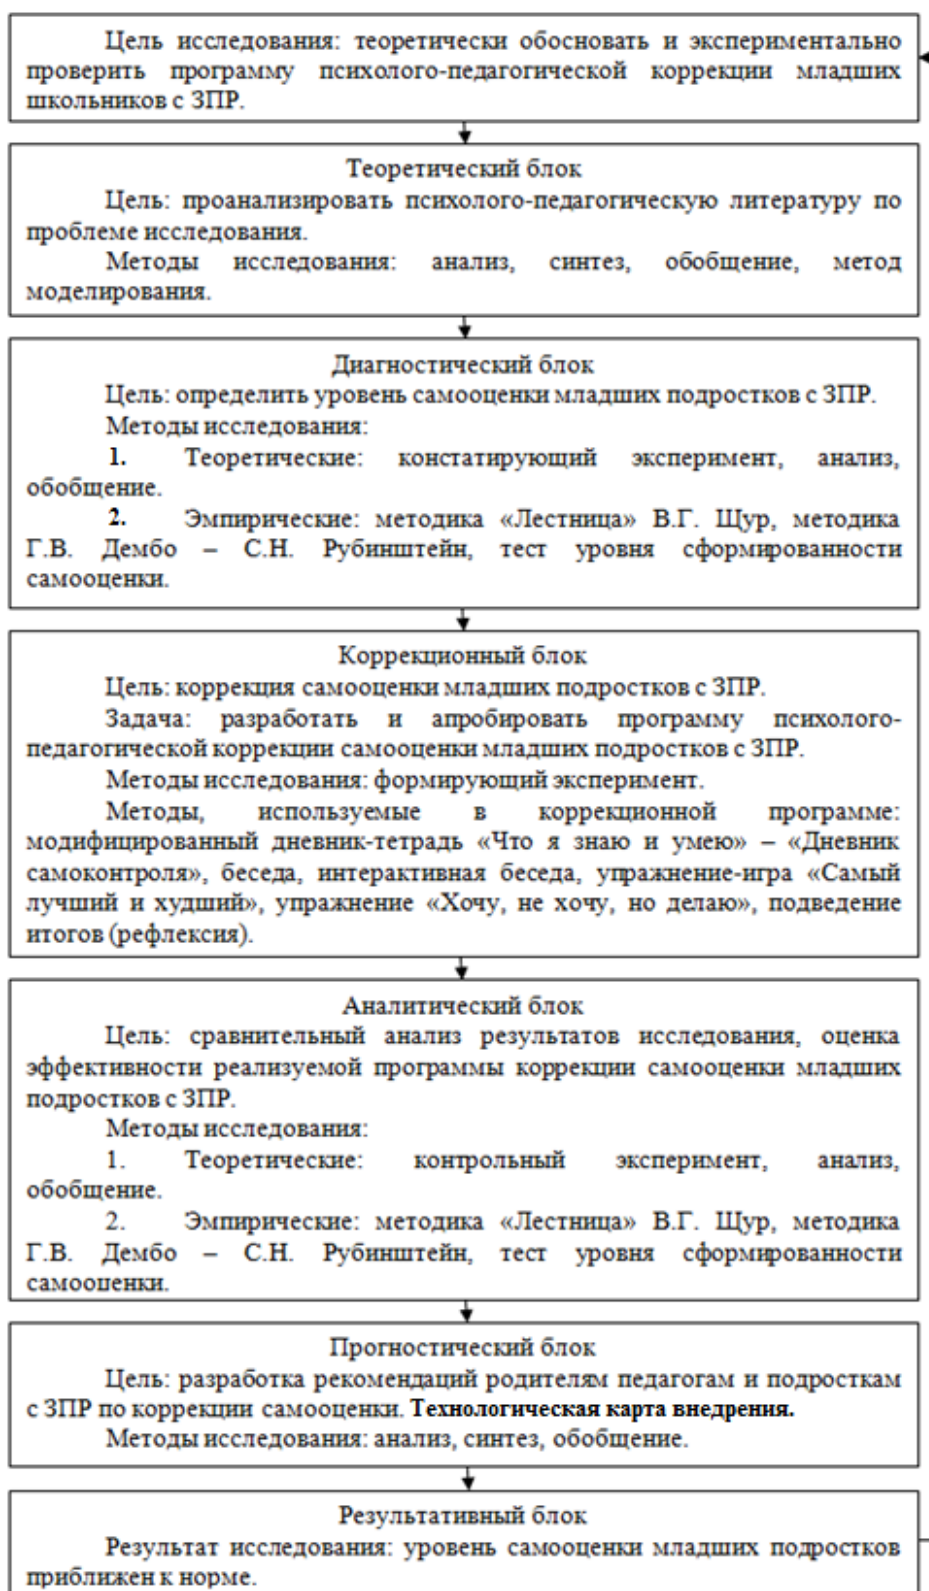 Цель исследования: теоретически обосновать и экспериментально
проверить программу психолого-педагогической коррекции младших
школьников с ЗПР.
Теоретический блок
Цель: проанализировать психолого-педагогическую литературу по
проблеме исследования.
Методы исследования: анализ, синтез, обобщение, метод
моделирования.
Диагностический блок
Цель: определить уровень самооценки младших подростков с ЗПР.
Методы исследования:
1. Теоретические: констатирующий эксперимент, анализ,
обобщение.
2. Эмпирические: методика «Лестница» В.Г. Щур, методика
Г.В. Дембо – С.Н. Рубинштейн, тест уровня сформированности
самооценки.
Коррекционный блок
Цель: коррекция самооценки младших подростков с ЗПР.
Задача: разработать и апробировать программу психолого-
педагогической коррекции самооценки младших подростков с ЗПР.
Методы исследования: формирующий эксперимент.
Методы, используемые в коррекционной программе:
модифицированный дневник-тетрадь «Что я знаю и умею» – «Дневник
самоконтроля», беседа, интерактивная беседа, упражнение-игра «Самый
лучший и худший», упражнение «Хочу, не хочу, но делаю», подведение
итогов (рефлексия).
Аналитический блок
Цель: сравнительный анализ результатов исследования, оценка
эффективности реализуемой программы коррекции самооценки младших
подростков с ЗПР.
Методы исследования:
1. Теоретические: контрольный эксперимент, анализ,
обобщение.
2. Эмпирические: методика «Лестница» В.Г. Щур, методика
Г.В. Дембо – С.Н. Рубинштейн, тест уровня сформированности
самооценки.
Прогностический блок
Цель: разработка рекомендаций родителям педагогам и подросткам
с ЗПР по коррекции самооценки. Технологическая карта внедрения.
Методы исследования: анализ, синтез, обобщение.
Результативный блок
Результат исследования: уровень самооценки младших подростков
приближен к норме.